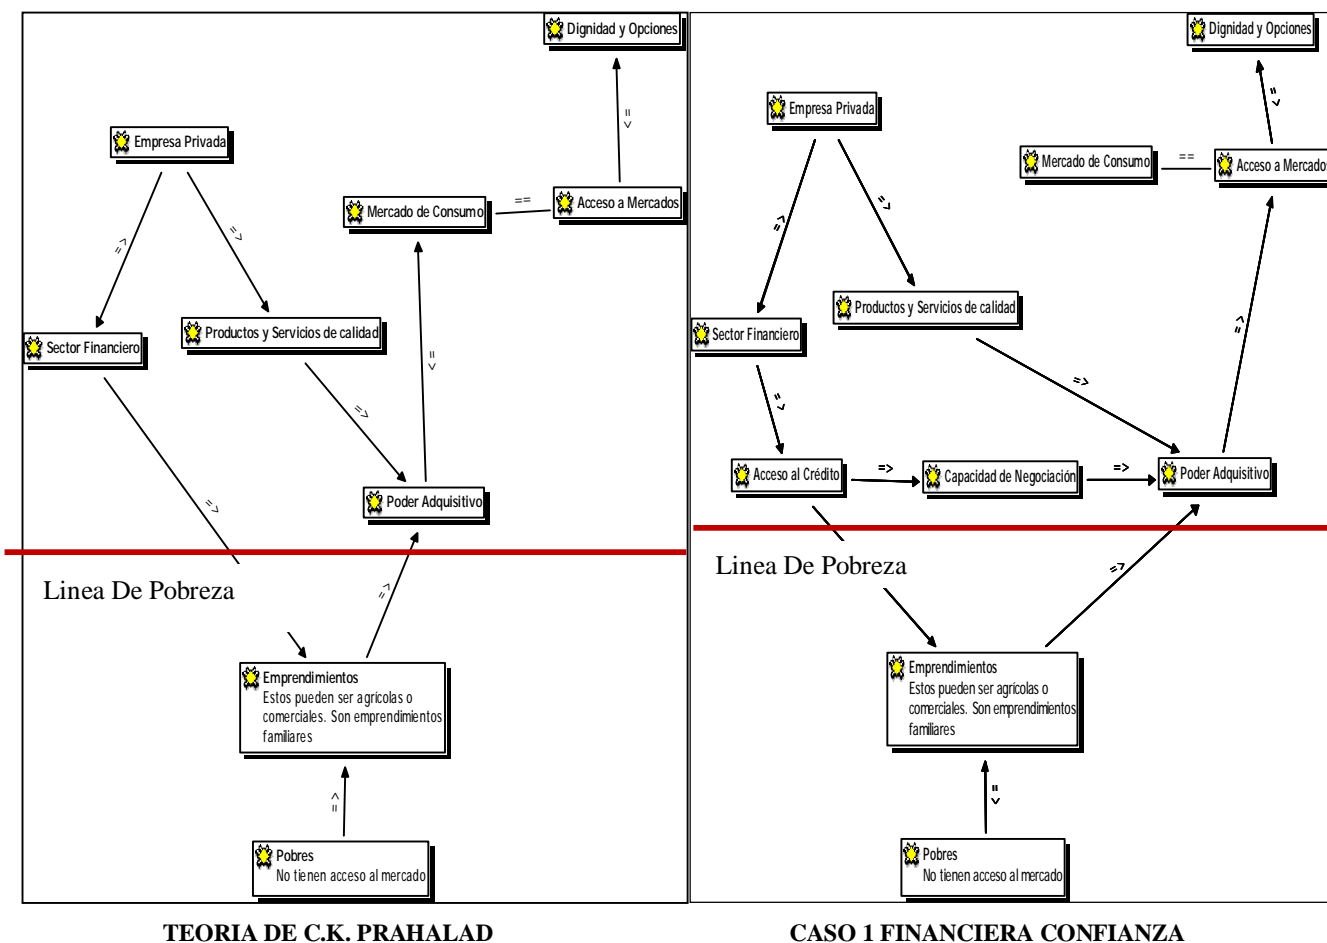 Dignidad y Opciones
Empresa Privada
=>
=>
=>
Mercado de Consumo
==
Acceso a Mercados
Sector Financiero
Productos y Servicios de calidad
=>
=>
=>
Poder Adquisitivo
=>
Linea De Pobreza
Emprendimientos
Estos pueden ser agrícolas o
comerciales. Son emprendimientos
familiares
=>
Pobres
No tienen acceso al mercado
TEORIA DE C.K. PRAHALAD
Dignidad y Opciones
Empresa Privada
=>
=>
=>
Mercado de Consumo
==
Acceso a Mercados
Sector Financiero
Productos y Servicios de calidad
=>
=>
=>
Acceso al Crédito
=>
Capacidad de Negociación
=>
Poder Adquisitivo
=>
Linea De Pobreza
Emprendimientos
Estos pueden ser agrícolas o
comerciales. Son emprendimientos
familiares
=>
Pobres
No tienen acceso al mercado
CASO 1 FINANCIERA CONFIANZA